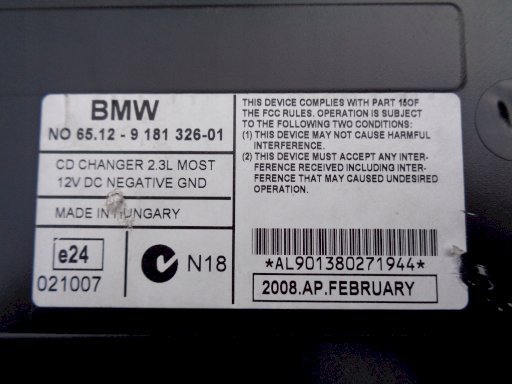 BMW
NO 65.12 - 9 181 326-01
CD CHANGER 2.3L MOST
12V DC NEGATIVE GND
MADE IN HUNGARY
e24
021007
N18
THIS DEVICE COMPLIES WITH PART 15OF
THE FCC RULES. OPERATION IS SUBJECT
TO THE FOLLOWING TWO CONDITIONS:
(1) THIS DEVICE MAY NOT CAUSE HARMFUL
INTERFERENCE.
(2) THIS DEVICE MUST ACCEPT ANY INTER-
FERENCE RECEIVED INCLUDING INTER-
FERENCE THAT MAY CAUSED UNDESIRED
OPERATION.
*AL901380271944*
2008.AP.FEBRUARY